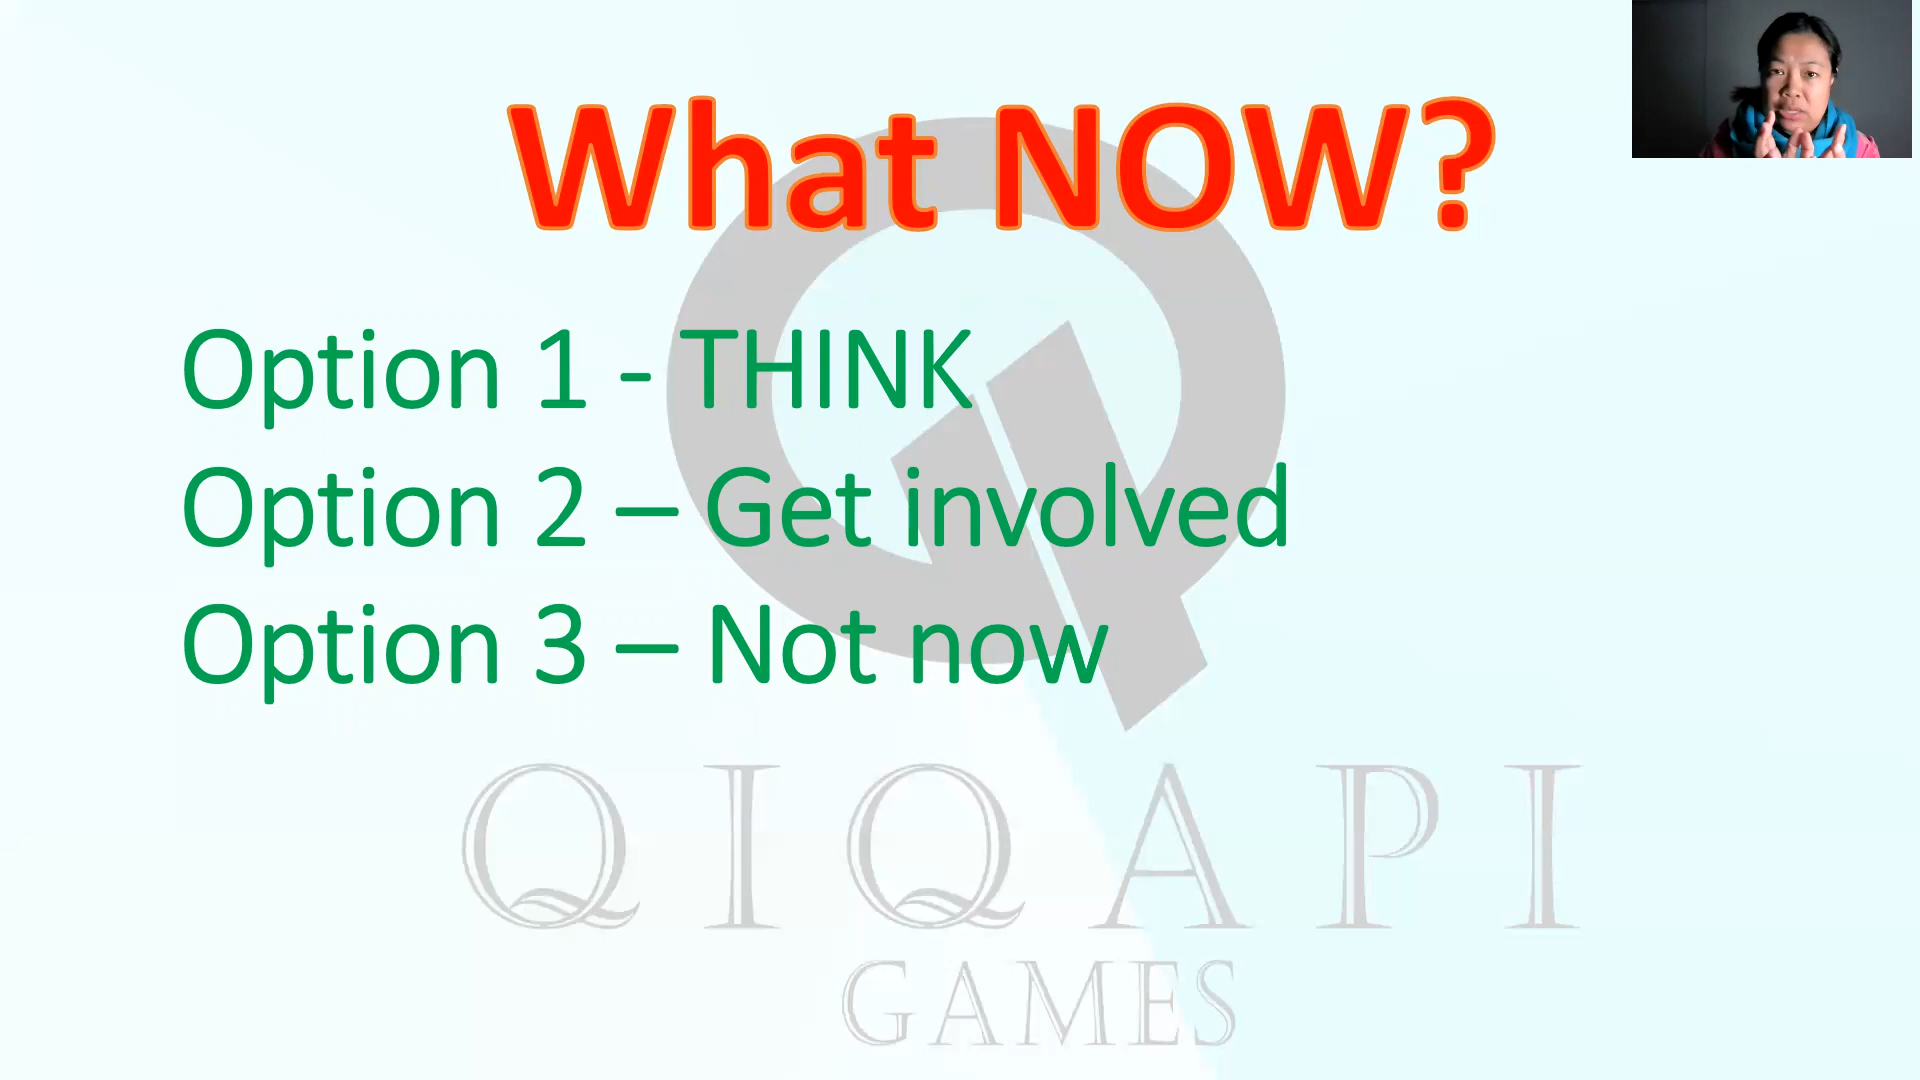 What NOW?
Option 1 - THINK
Option 2 – Get involved
Option 3 – Not now
QIQAPI
GAMES